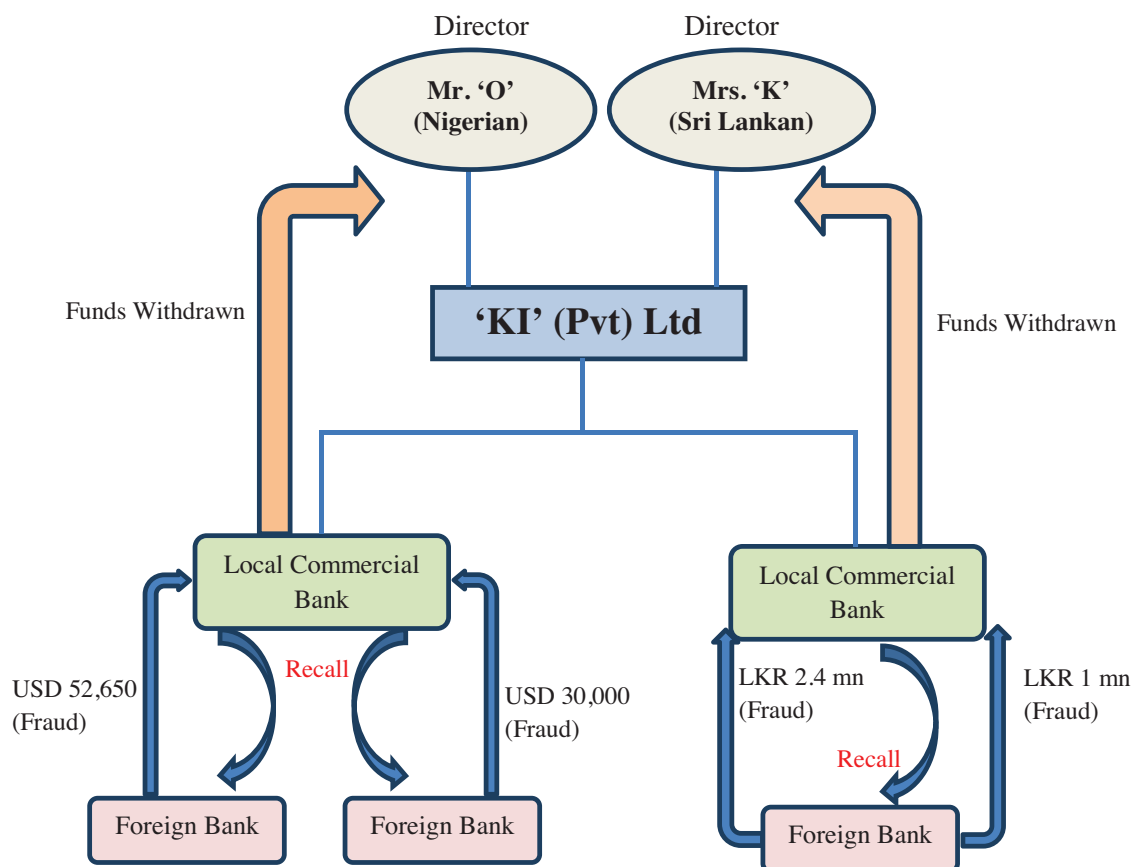 Director
Director
Mr. ‘O’
(Nigerian)
Mrs. ‘K’
(Sri Lankan)
Funds Withdrawn
‘KI’ (Pvt) Ltd
Funds Withdrawn
Local Commercial
Bank
Local Commercial
Bank
USD 52,650
(Fraud)
Recall
USD 30,000
(Fraud)
LKR 2.4 mn
(Fraud)
LKR 1 mn
(Fraud)
Recall
Foreign Bank
Foreign Bank
Foreign Bank